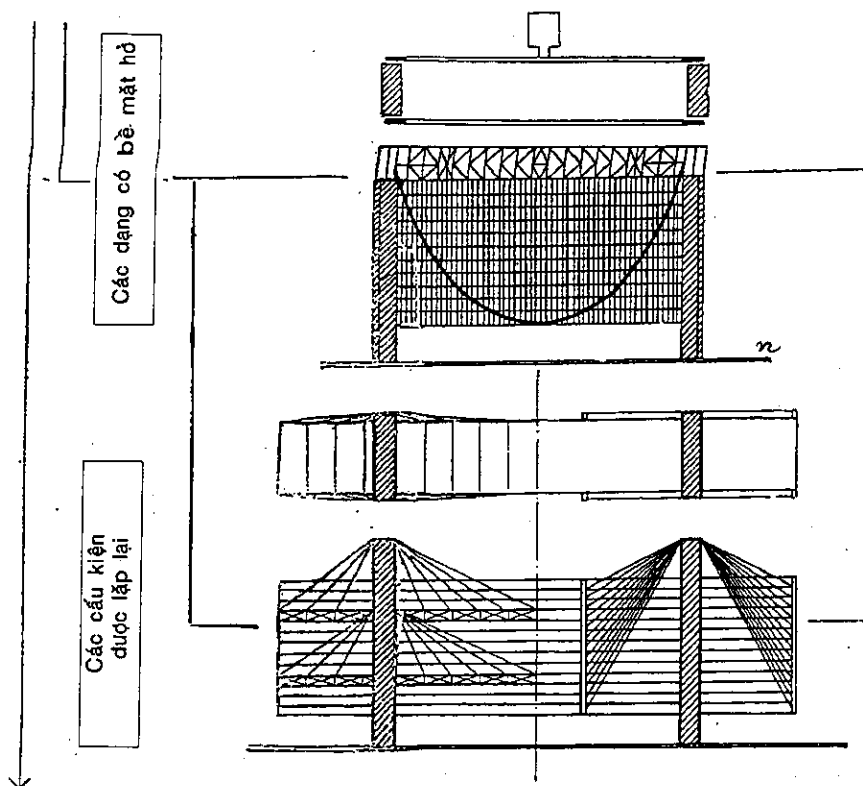 Các dạng có bề mặt hở
n
Các cấu kiện
được lặp lại